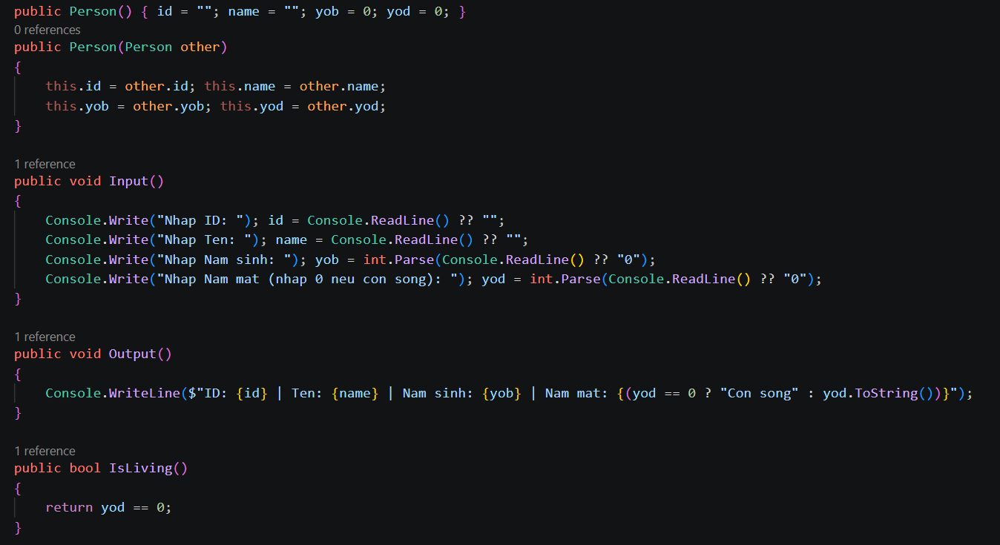 public Person() { id = ""; name = ""; yob = 0; yod = 0; }
0 references
public Person(Person other)
{
    this.id = other.id; this.name = other.name;
    this.yob = other.yob; this.yod = other.yod;
}
1 reference
public void Input()
{
    Console.Write("Nhap ID: "); id = Console.ReadLine() ?? "";
    Console.Write("Nhap Ten: "); name = Console.ReadLine() ?? "";
    Console.Write("Nhap Nam sinh: "); yob = int.Parse(Console.ReadLine() ?? "0");
    Console.Write("Nhap Nam mat (nhap 0 neu con song): "); yod = int.Parse(Console.ReadLine() ?? "0");
}
1 reference
public void Output()
{
    Console.WriteLine($"ID: {id} | Ten: {name} | Nam sinh: {yob} | Nam mat: {(yod == 0 ? "Con song" : yod.ToString())}");
}
1 reference
public bool IsLiving()
{
    return yod == 0;
}